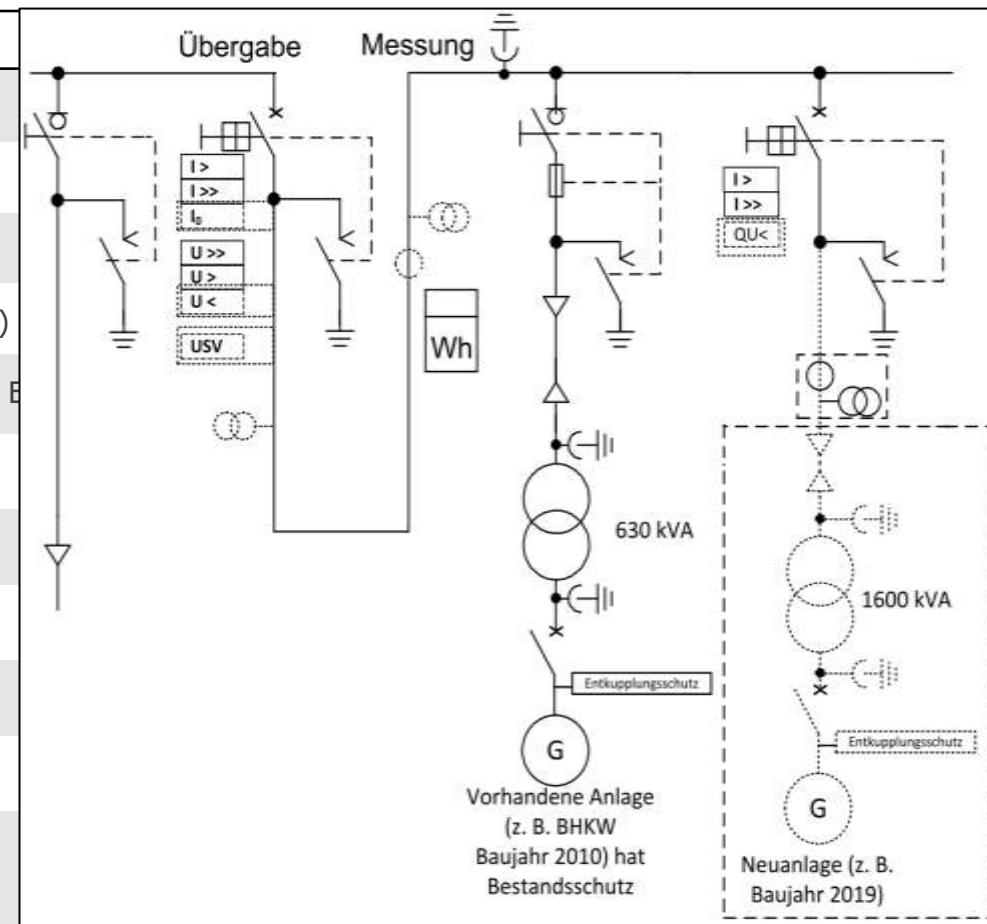 Übergabe
Messung
I >
I >>
I₀
U >>
U >
U <
USV
Wh
I >
I >>
QU<
)
E
630 kVA
1600 kVA
Entkupplungsschutz
Entkupplungsschutz
G
G
Vorhandene Anlage
(z. B. BHKW
Baujahr 2010) hat
Bestandsschutz
Neuanlage (z. B.
Baujahr 2019)